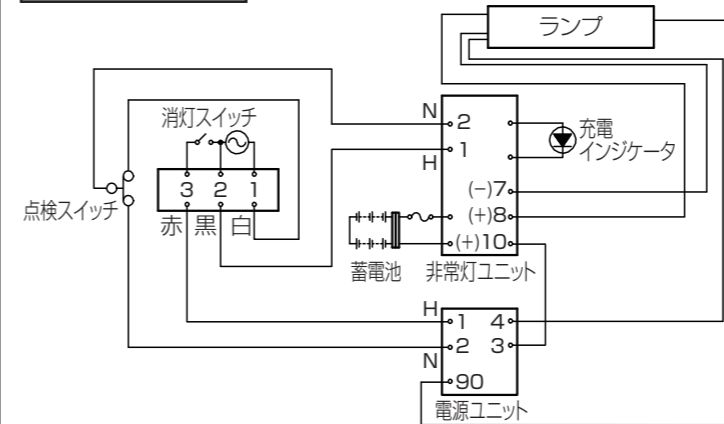 ランプ
消灯スイッチ
3 2 1
赤 黒 白
点検スイッチ
N
2
1
H
充電
インジケータ
(−)7
(+)8
(+)10
蓄電池
非常灯ユニット
H
1 4
2 3
N
90
電源ユニット